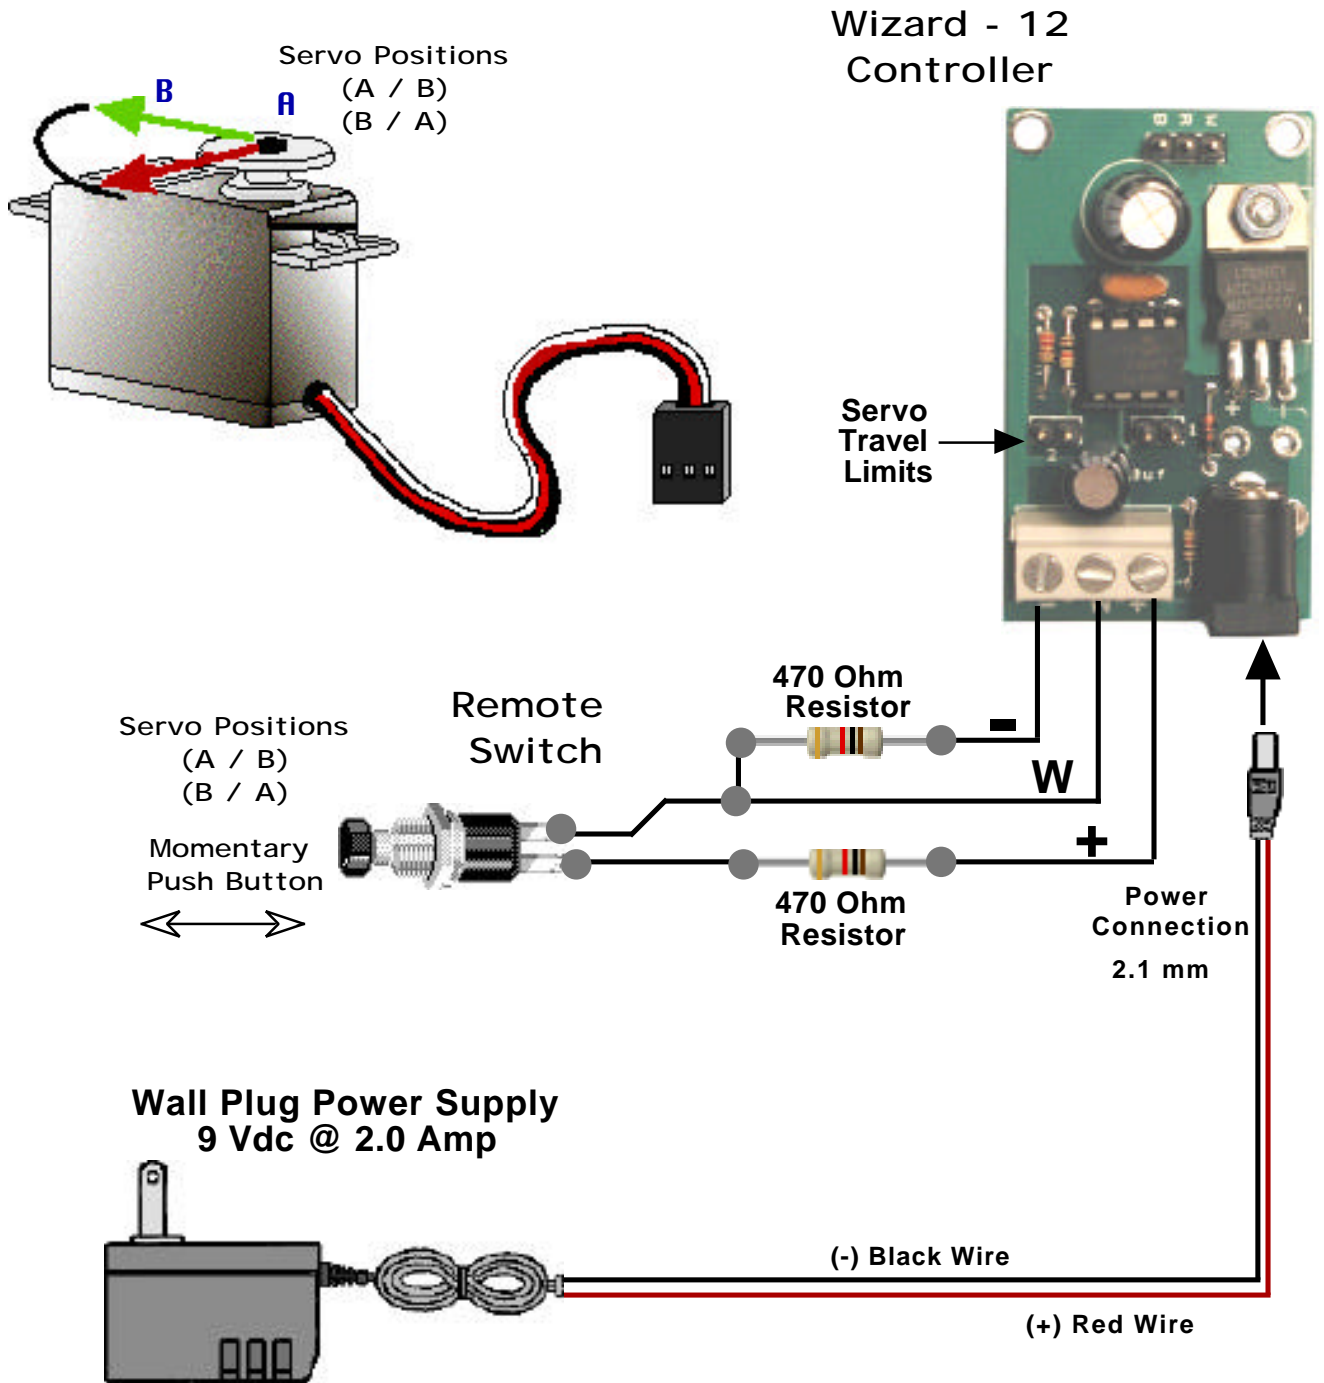 Wizard - 12
Controller
Servo Positions
(A / B)
(B / A)
B
A
B R W
Servo
Travel
Limits
2
1
+
-
+
470 Ohm
Resistor
-
Remote
Switch
Servo Positions
(A / B)
(B / A)
W
Momentary
Push Button
+
470 Ohm
Resistor
Power
Connection
2.1 mm
Wall Plug Power Supply
9 Vdc @ 2.0 Amp
(-) Black Wire
(+) Red Wire